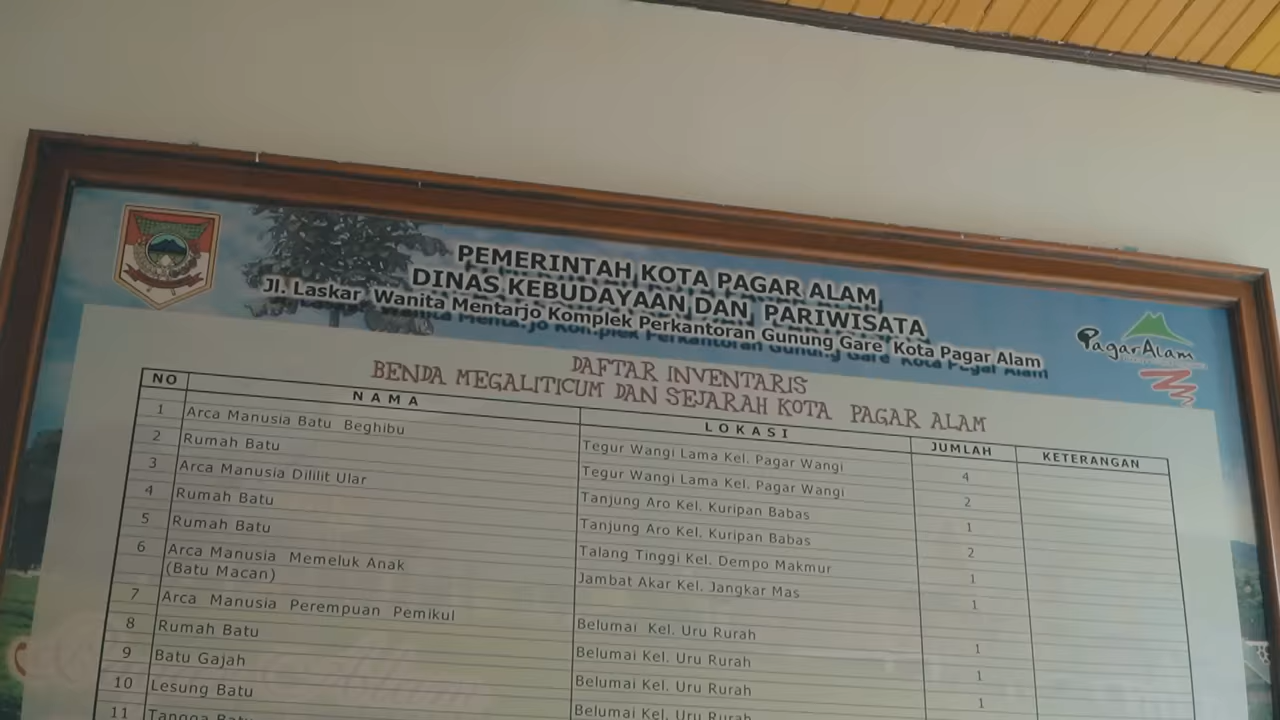 PEMERINTAH KOTA PAGAR ALAM
DINAS KEBUDAYAAN DAN PARIWISATA
Jl. Laskar Wanita Mentarjo Komplek Perkantoran Gunung Gare Kota Pagar Alam
PagarAlam
DAFTAR INVENTARIS
BENDA MEGALITICUM DAN SEJARAH KOTA PAGAR ALAM
NO NAMA LOKASI JUMLAH KETERANGAN
1 Arca Manusia Batu Beghibu Tegur Wangi Lama Kel. Pagar Wangi 4
2 Rumah Batu Tegur Wangi Lama Kel. Pagar Wangi 2
3 Arca Manusia Dililit Ular Tanjung Aro Kel. Kuripan Babas 1
4 Rumah Batu Tanjung Aro Kel. Kuripan Babas 2
5 Rumah Batu Talang Tinggi Kel. Dempo Makmur 1
6 Arca Manusia Memeluk Anak Jambat Akar Kel. Jangkar Mas 1
(Batu Macan)
7 Arca Manusia Perempuan Pemikul Belumai Kel. Uru Rurah 1
8 Rumah Batu Belumai Kel. Uru Rurah 1
9 Batu Gajah Belumai Kel. Uru Rurah 1
10 Lesung Batu Belumai Kel. Uru Rurah
11 Tangga Batu